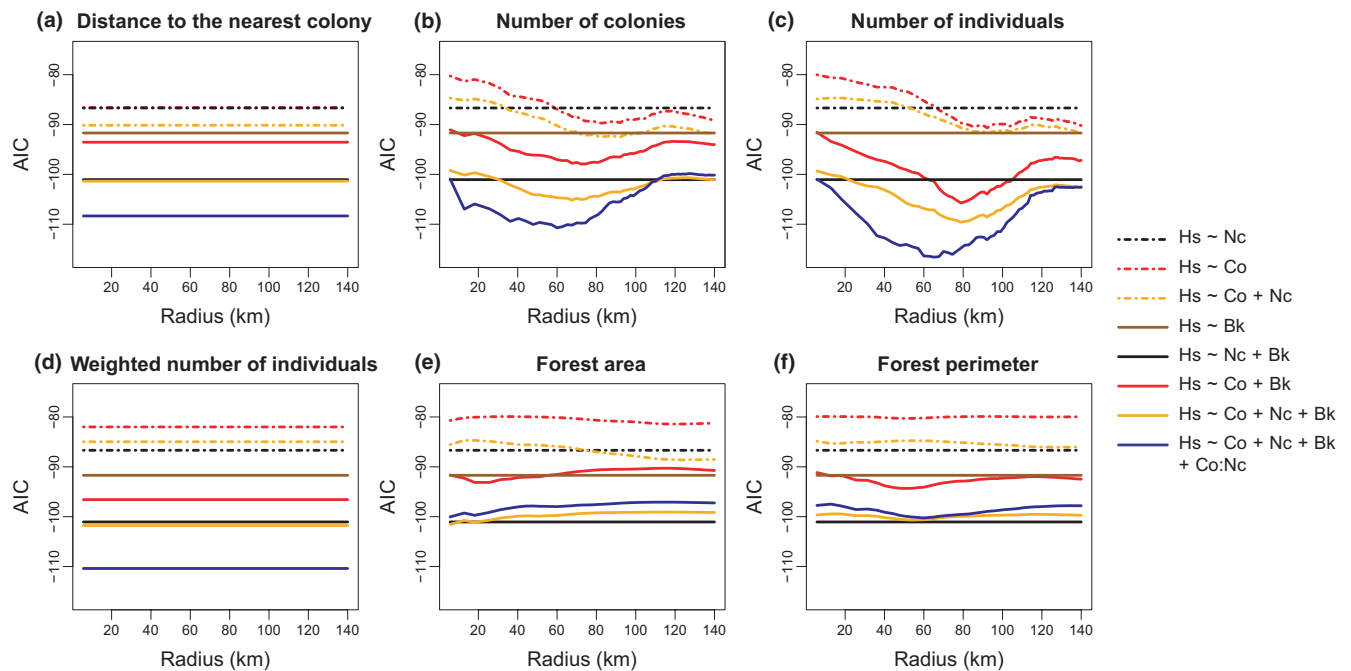 (a) Distance to the nearest colony
(b) Number of colonies
(c) Number of individuals
AIC
−80
−90
−100
−110
20 40 60 80 100 120 140
Radius (km)
AIC
−80
−90
−100
−110
20 40 60 80 100 120 140
Radius (km)
AIC
−80
−90
−100
−110
20 40 60 80 100 120 140
Radius (km)
(d) Weighted number of individuals
(e) Forest area
(f) Forest perimeter
AIC
−80
−90
−100
−110
20 40 60 80 100 120 140
Radius (km)
AIC
−80
−90
−100
−110
20 40 60 80 100 120 140
Radius (km)
AIC
−80
−90
−100
−110
20 40 60 80 100 120 140
Radius (km)
Hs ~ Nc
Hs ~ Co
Hs ~ Co + Nc
Hs ~ Bk
Hs ~ Nc + Bk
Hs ~ Co + Bk
Hs ~ Co + Nc + Bk
Hs ~ Co + Nc + Bk
+ Co:Nc